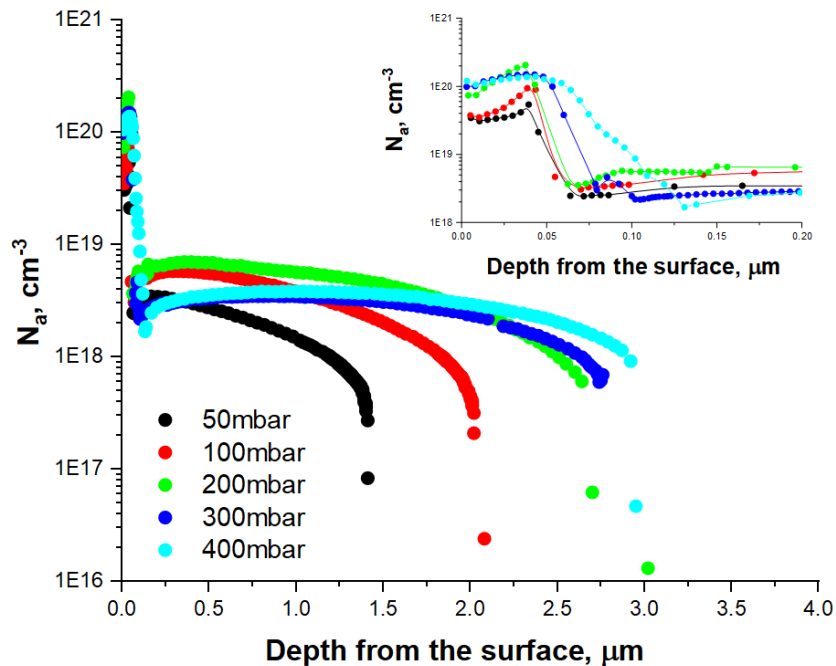 1E21
1E20
1E19
1E18
1E17
1E16
Nₐ, cm⁻³
0.0 0.5 1.0 1.5 2.0 2.5 3.0 3.5 4.0
Depth from the surface, μm
50mbar
100mbar
200mbar
300mbar
400mbar
1E21
1E20
1E19
1E18
Nₐ, cm⁻³
0.00 0.05 0.10 0.15 0.20
Depth from the surface, μm